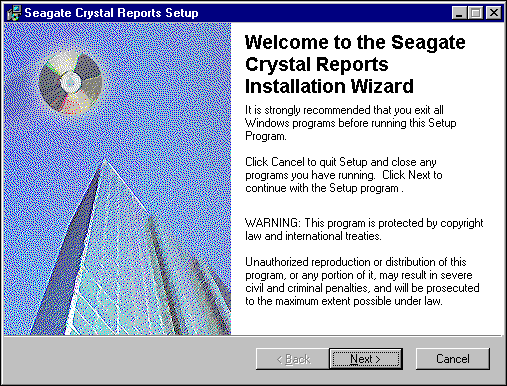 Seagate Crystal Reports Setup
Welcome to the Seagate
Crystal Reports
Installation Wizard
It is strongly recommended that you exit all
Windows programs before running this Setup
Program.
Click Cancel to quit Setup and close any
programs you have running.  Click Next to
continue with the Setup program .
WARNING: This program is protected by copyright
law and international treaties.
Unauthorized reproduction or distribution of this
program, or any portion of it, may result in severe
civil and criminal penalties, and will be prosecuted
to the maximum extent possible under law.
< Back
Next >
Cancel